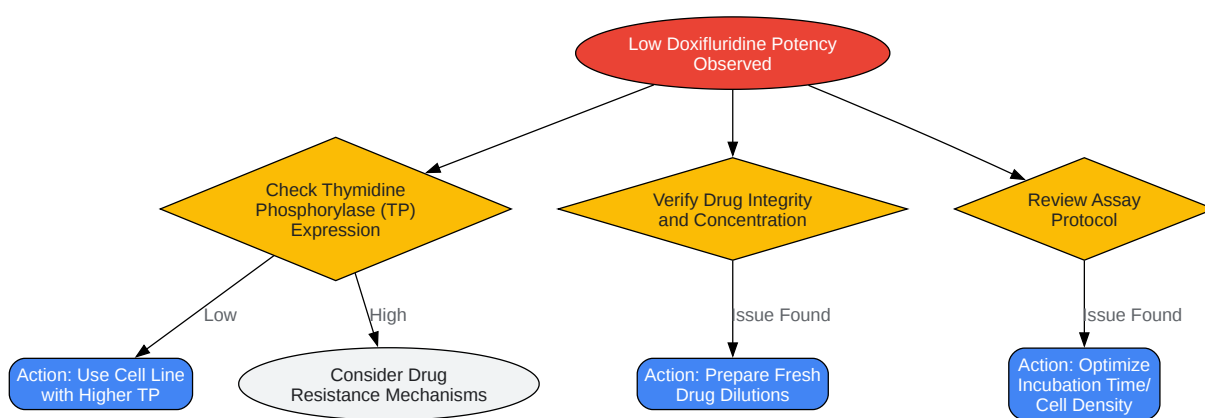 Low Doxifluridine Potency
Observed
Check Thymidine
Phosphorylase (TP)
Expression
Verify Drug Integrity
and Concentration
Review Assay
Protocol
Low
High
Issue Found
Issue Found
Action: Use Cell Line
with Higher TP
Consider Drug
Resistance Mechanisms
Action: Prepare Fresh
Drug Dilutions
Action: Optimize
Incubation Time/
Cell Density